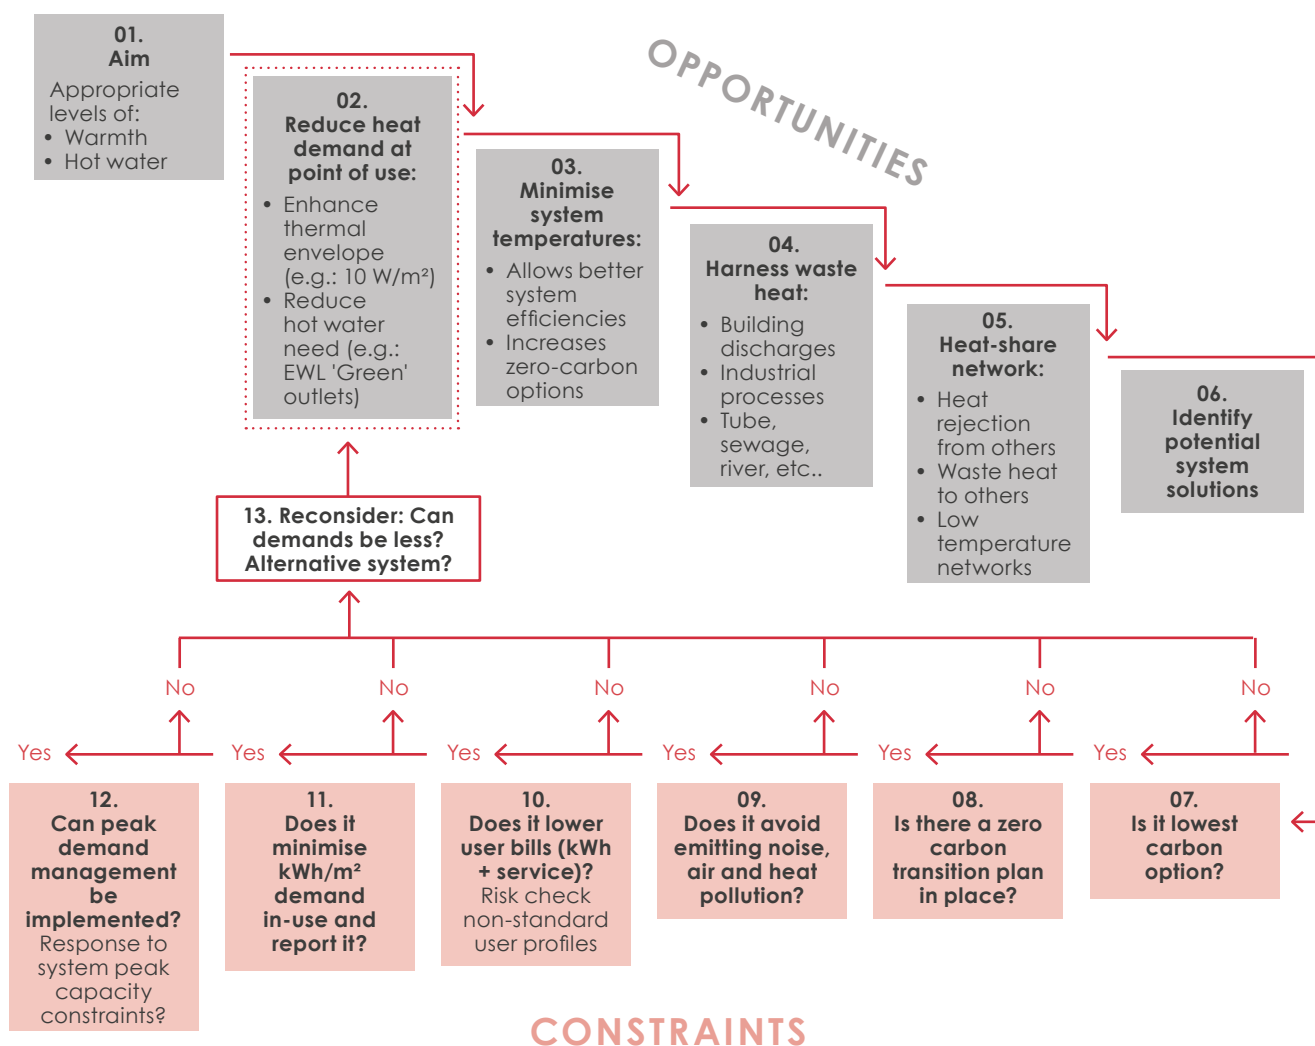 01.
Aim
Appropriate
levels of:
• Warmth
• Hot water
OPPORTUNITIES
02.
Reduce heat
demand at
point of use:
• Enhance
thermal
envelope
(e.g.: 10 W/m²)
• Reduce
hot water
need (e.g.:
EWL 'Green'
outlets)
03.
Minimise
system
temperatures:
• Allows better
system
efficiencies
• Increases
zero-carbon
options
04.
Harness waste
heat:
• Building
discharges
• Industrial
processes
• Tube,
sewage,
river, etc..
05.
Heat-share
network:
• Heat
rejection
from others
• Waste heat
to others
• Low
temperature
networks
06.
Identify
potential
system
solutions
13. Reconsider: Can
demands be less?
Alternative system?
No
No
No
No
No
No
Yes
Yes
Yes
Yes
Yes
Yes
12.
Can peak
demand
management
be
implemented?
Response to
system peak
capacity
constraints?
11.
Does it
minimise
kWh/m²
demand
in-use and
report it?
10.
Does it lower
user bills (kWh
+ service)?
Risk check
non-standard
user profiles
09.
Does it avoid
emitting noise,
air and heat
pollution?
08.
Is there a zero
carbon
transition plan
in place?
07.
Is it lowest
carbon
option?
CONSTRAINTS